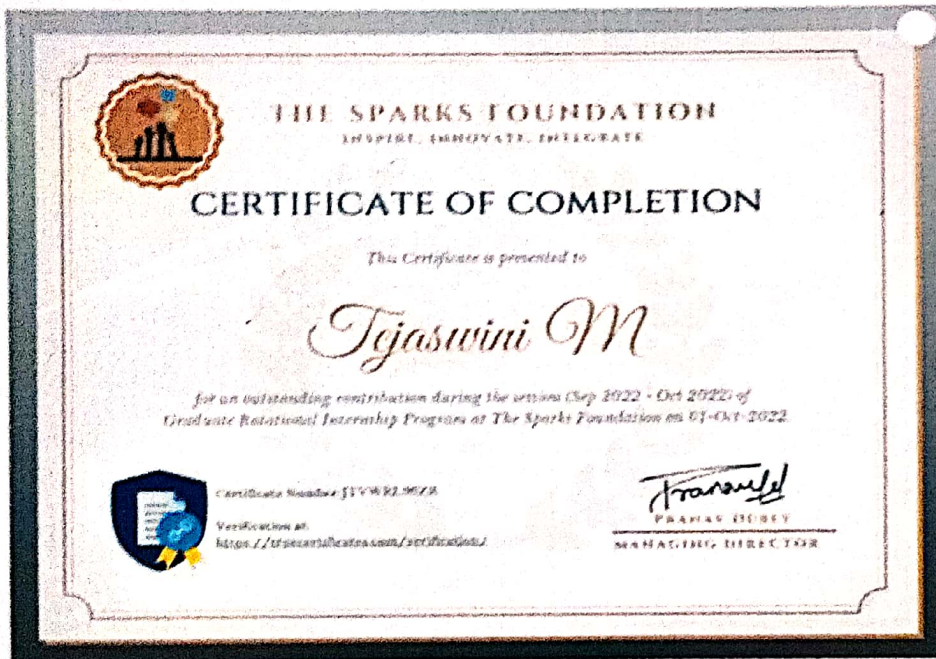 THE SPARKS FOUNDATION
INSPIRE, INNOVATE, INTEGRATE
CERTIFICATE OF COMPLETION
This Certificate is presented to
Tejaswini M
for an outstanding contribution during the session (Sep 2022 - Oct 2022) of
Graduate Rotational Internship Program at The Sparks Foundation on 01-Oct-2022
Certificate Number
Verification at:
PRANAV DUBEY
MANAGING DIRECTOR